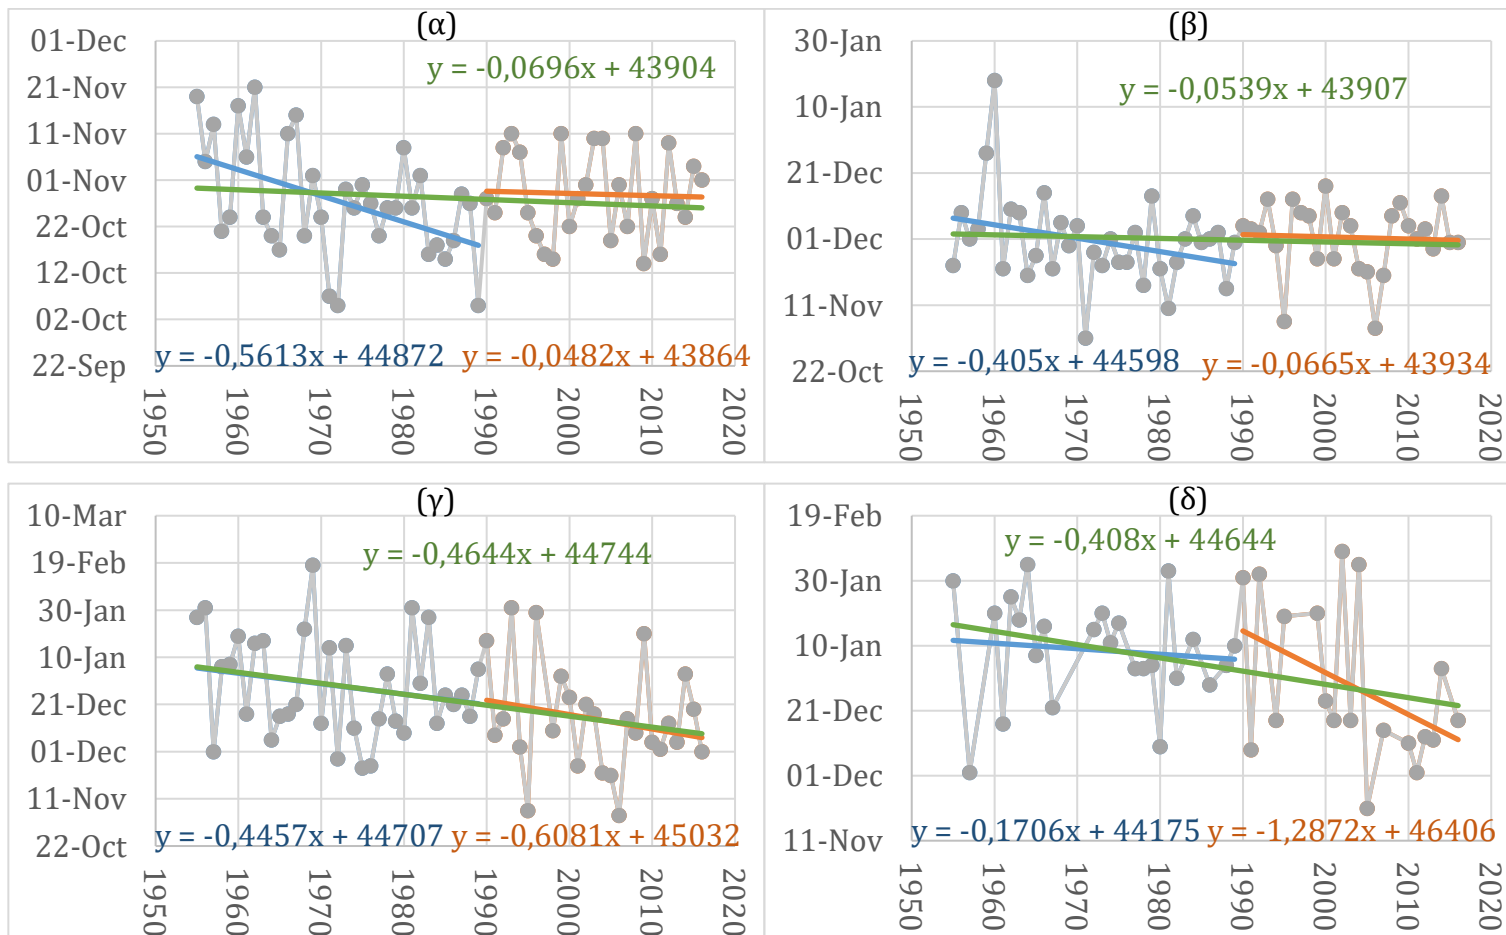 (α)
01-Dec
21-Nov
11-Nov
01-Nov
22-Oct
12-Oct
02-Oct
22-Sep
y = -0,0696x + 43904
y = -0,5613x + 44872
y = -0,0482x + 43864
1950
1960
1970
1980
1990
2000
2010
2020
(β)
30-Jan
10-Jan
21-Dec
01-Dec
11-Nov
22-Oct
y = -0,0539x + 43907
y = -0,405x + 44598
y = -0,0665x + 43934
1950
1960
1970
1980
1990
2000
2010
2020
(γ)
10-Mar
19-Feb
30-Jan
10-Jan
21-Dec
01-Dec
11-Nov
22-Oct
y = -0,4644x + 44744
y = -0,4457x + 44707
y = -0,6081x + 45032
1950
1960
1970
1980
1990
2000
2010
2020
(δ)
19-Feb
30-Jan
10-Jan
21-Dec
01-Dec
11-Nov
y = -0,408x + 44644
y = -0,1706x + 44175
y = -1,2872x + 46406
1950
1960
1970
1980
1990
2000
2010
2020